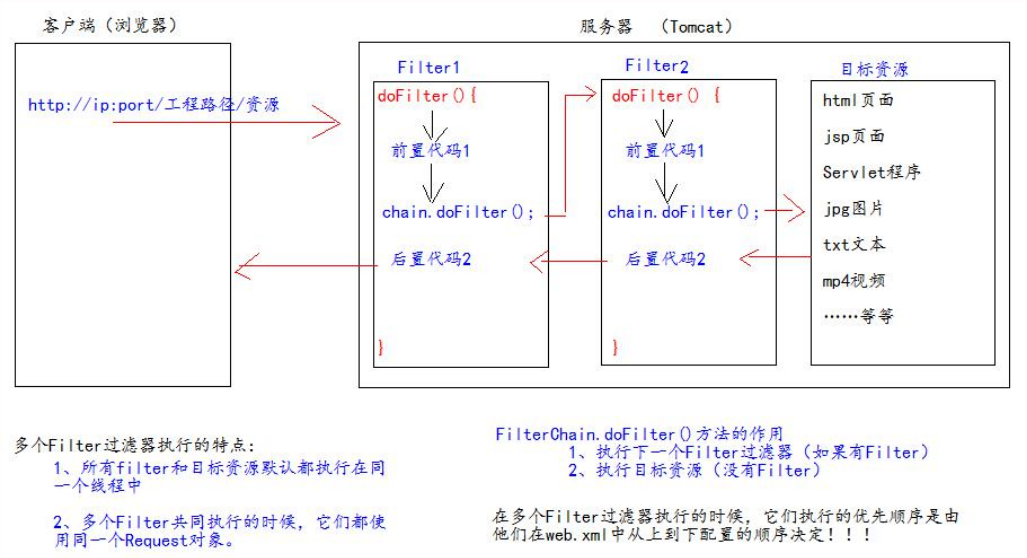 客户端（浏览器）
服务器 （Tomcat）
Filter1
Filter2
目标资源
http://ip:port/工程路径/资源
doFilter(){
前置代码1
chain.doFilter();
后置代码2
}
doFilter() {
前置代码1
chain.doFilter();
后置代码2
}
html页面
jsp页面
Servlet程序
jpg图片
txt文本
mp4视频
……等等
多个Filter过滤器执行的特点:
1、所有filter和目标资源默认都执行在同
一个线程中
2、多个Filter共同执行的时候，它们都使
用同一个Request对象。
FilterChain.doFilter()方法的作用
1、执行下一个Filter过滤器（如果有Filter）
2、执行目标资源（没有Filter）
在多个Filter过滤器执行的时候，它们执行的优先顺序是由
他们在web.xml中从上到下配置的顺序决定！！！